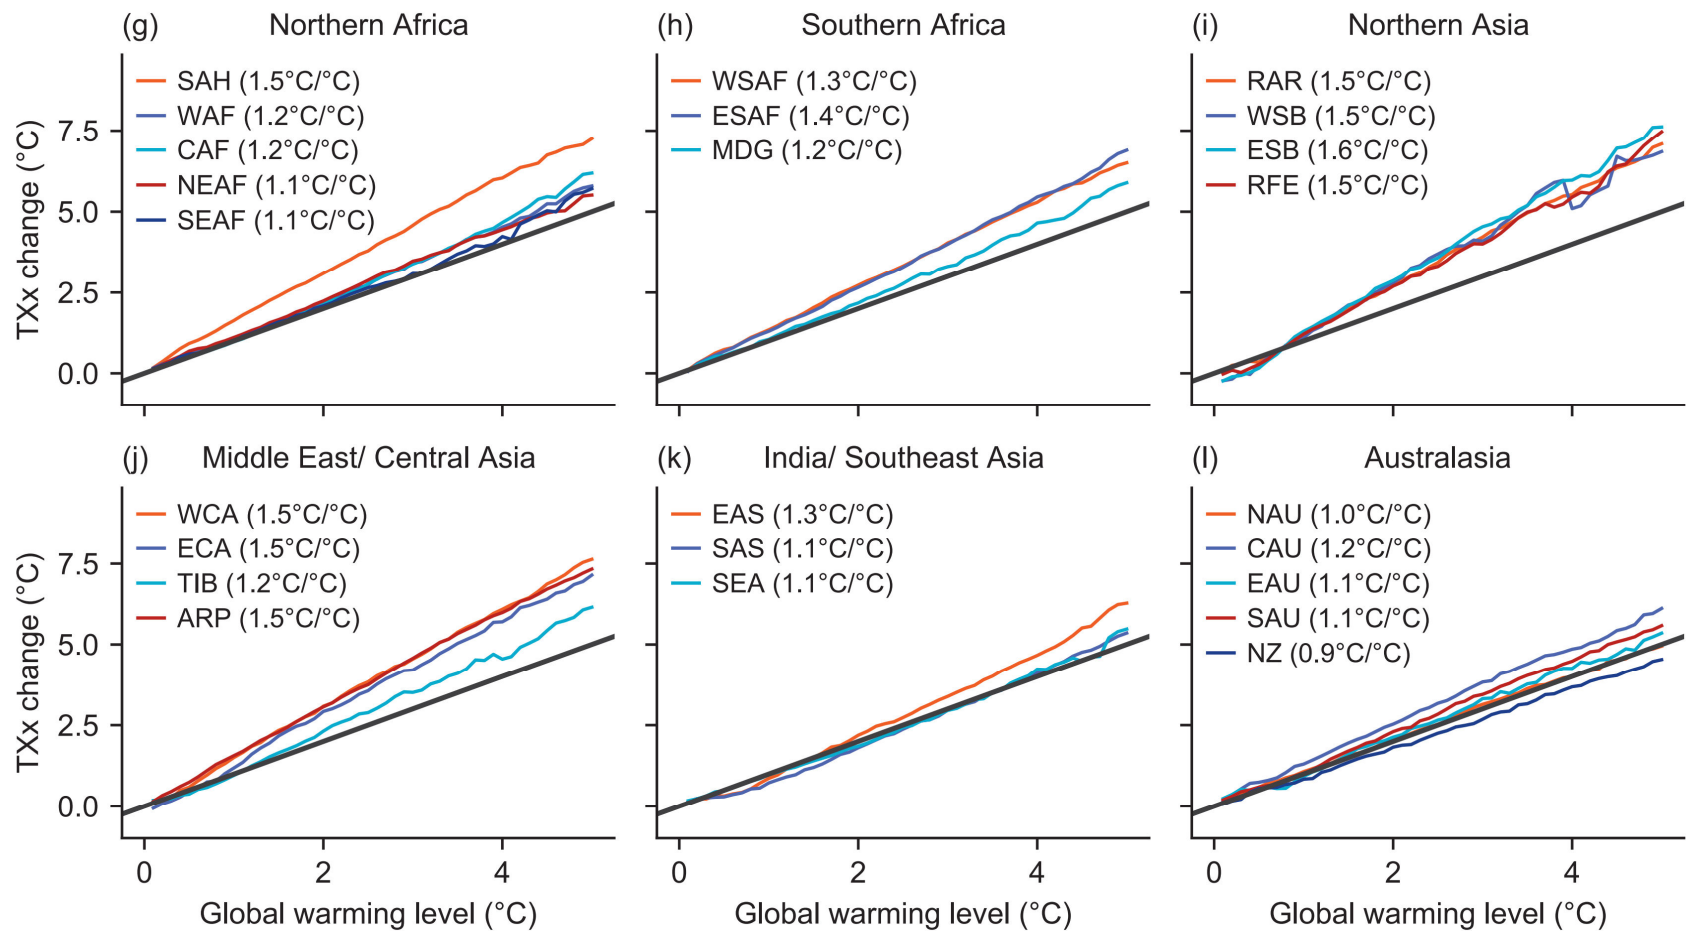 (g) Northern Africa
SAH (1.5°C/°C)
WAF (1.2°C/°C)
CAF (1.2°C/°C)
NEAF (1.1°C/°C)
SEAF (1.1°C/°C)
TXx change (°C)
7.5
5.0
2.5
0.0
(h) Southern Africa
WSAF (1.3°C/°C)
ESAF (1.4°C/°C)
MDG (1.2°C/°C)
(i) Northern Asia
RAR (1.5°C/°C)
WSB (1.5°C/°C)
ESB (1.6°C/°C)
RFE (1.5°C/°C)
(j) Middle East/ Central Asia
WCA (1.5°C/°C)
ECA (1.5°C/°C)
TIB (1.2°C/°C)
ARP (1.5°C/°C)
TXx change (°C)
7.5
5.0
2.5
0.0
0 2 4
Global warming level (°C)
(k) India/ Southeast Asia
EAS (1.3°C/°C)
SAS (1.1°C/°C)
SEA (1.1°C/°C)
0 2 4
Global warming level (°C)
(l) Australasia
NAU (1.0°C/°C)
CAU (1.2°C/°C)
EAU (1.1°C/°C)
SAU (1.1°C/°C)
NZ (0.9°C/°C)
0 2 4
Global warming level (°C)